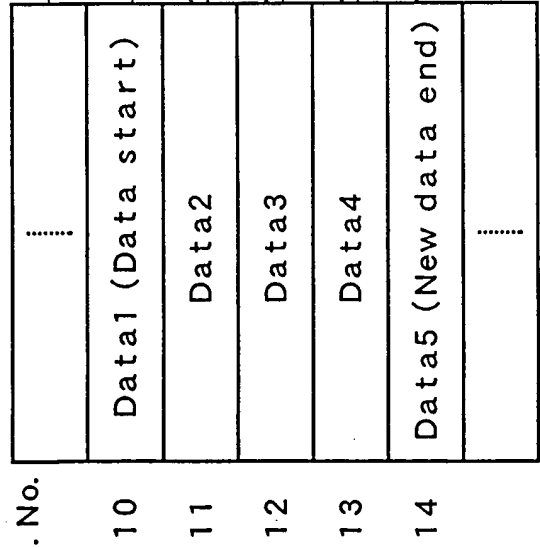 . No.
10 Data1 (Data start)
11 Data2
12 Data3
13 Data4
14 Data5 (New data end)